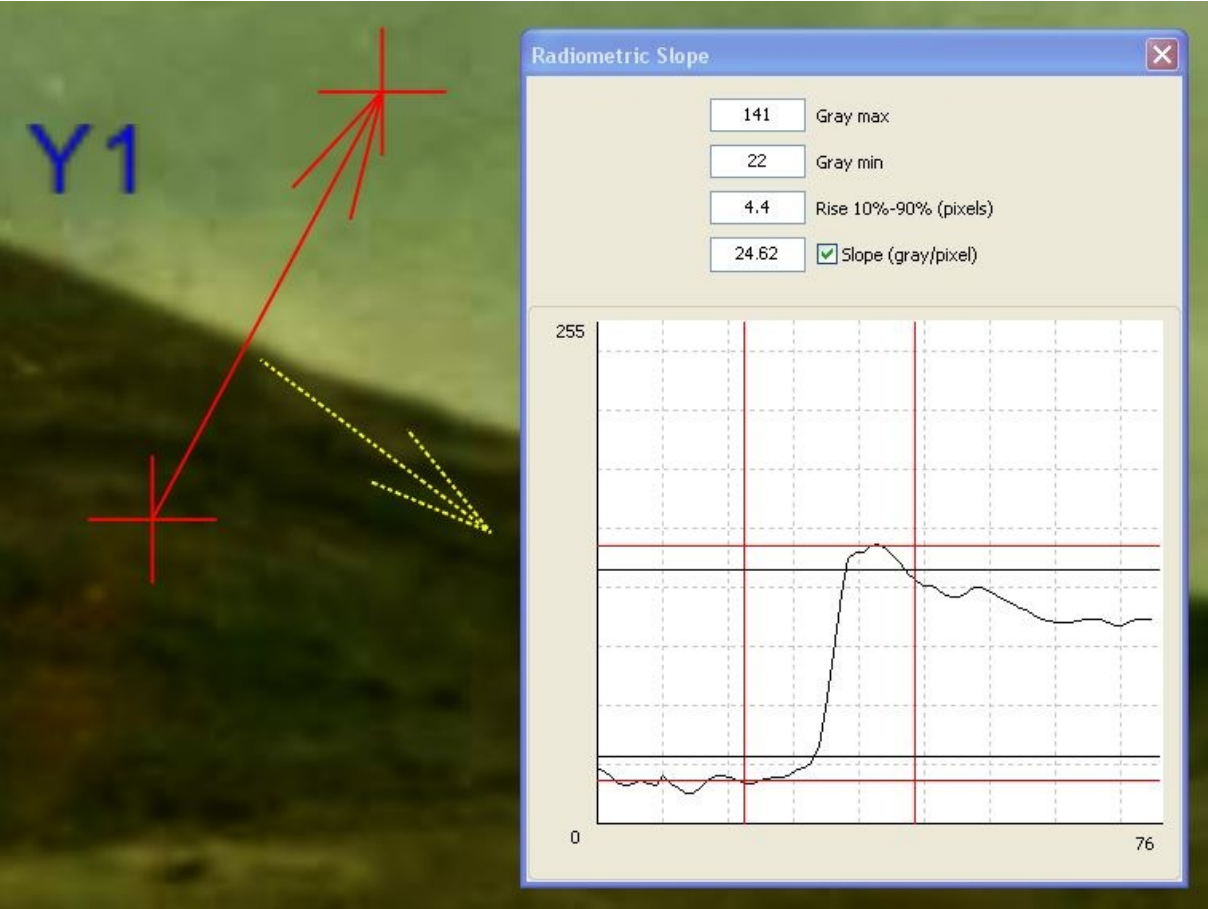 Y1
Radiometric Slope
141 Gray max
22 Gray min
4.4 Rise 10%-90% (pixels)
24.62 Slope (gray/pixel)
255
0
76